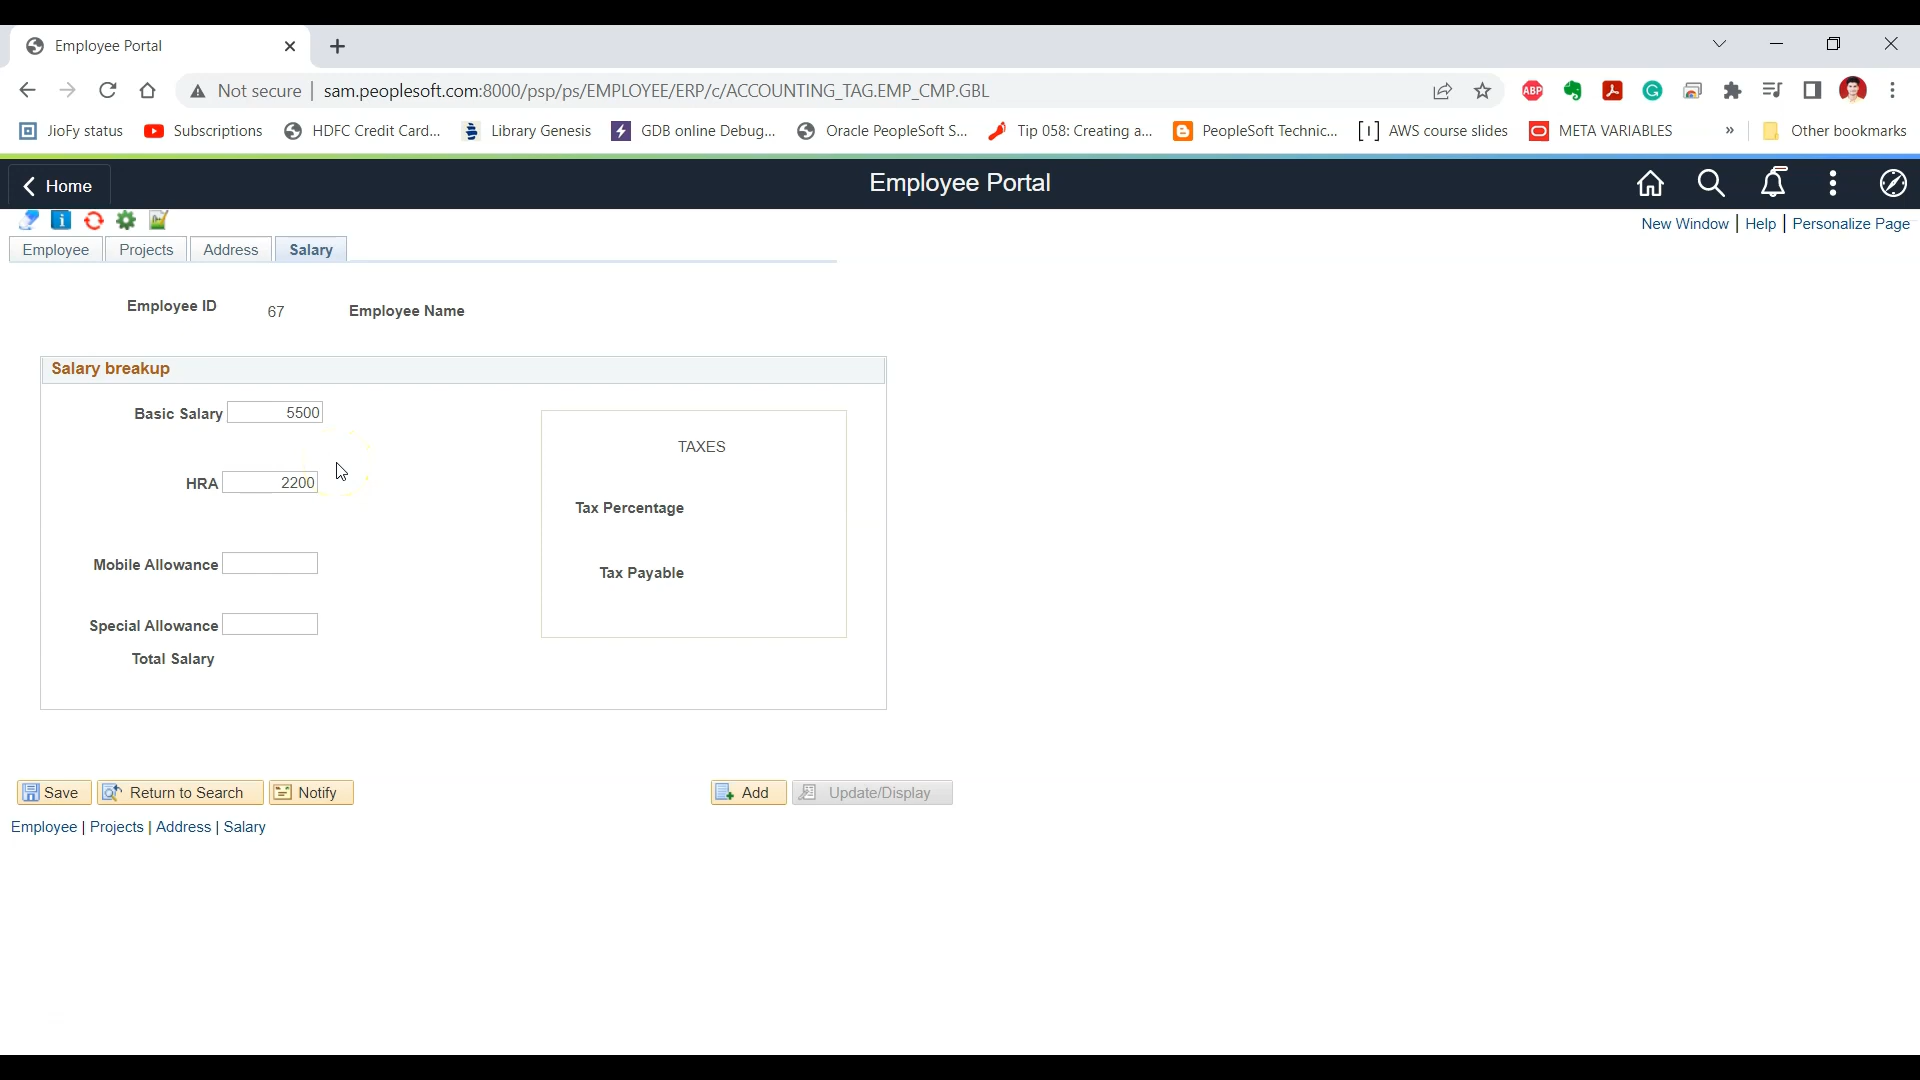 Employee Portal
Not secure | sam.peoplesoft.com:8000/psp/ps/EMPLOYEE/ERP/c/ACCOUNTING_TAG.EMP_CMP.GBL
ABP
JioFy status Subscriptions HDFC Credit Card... Library Genesis GDB online Debug... Oracle PeopleSoft S... Tip 058: Creating a... PeopleSoft Technic... AWS course slides META VARIABLES » Other bookmarks
Home Employee Portal
New Window | Help | Personalize Page
Employee Projects Address Salary
Employee ID 67 Employee Name
Salary breakup
Basic Salary 5500
TAXES
HRA 2200
Tax Percentage
Mobile Allowance
Tax Payable
Special Allowance
Total Salary
Save Return to Search Notify Add Update/Display
Employee | Projects | Address | Salary